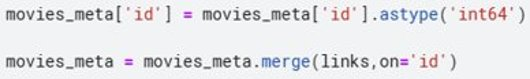 movies_meta['id'] = movies_meta['id'].astype('int64')
movies_meta = movies_meta.merge(links,on='id')